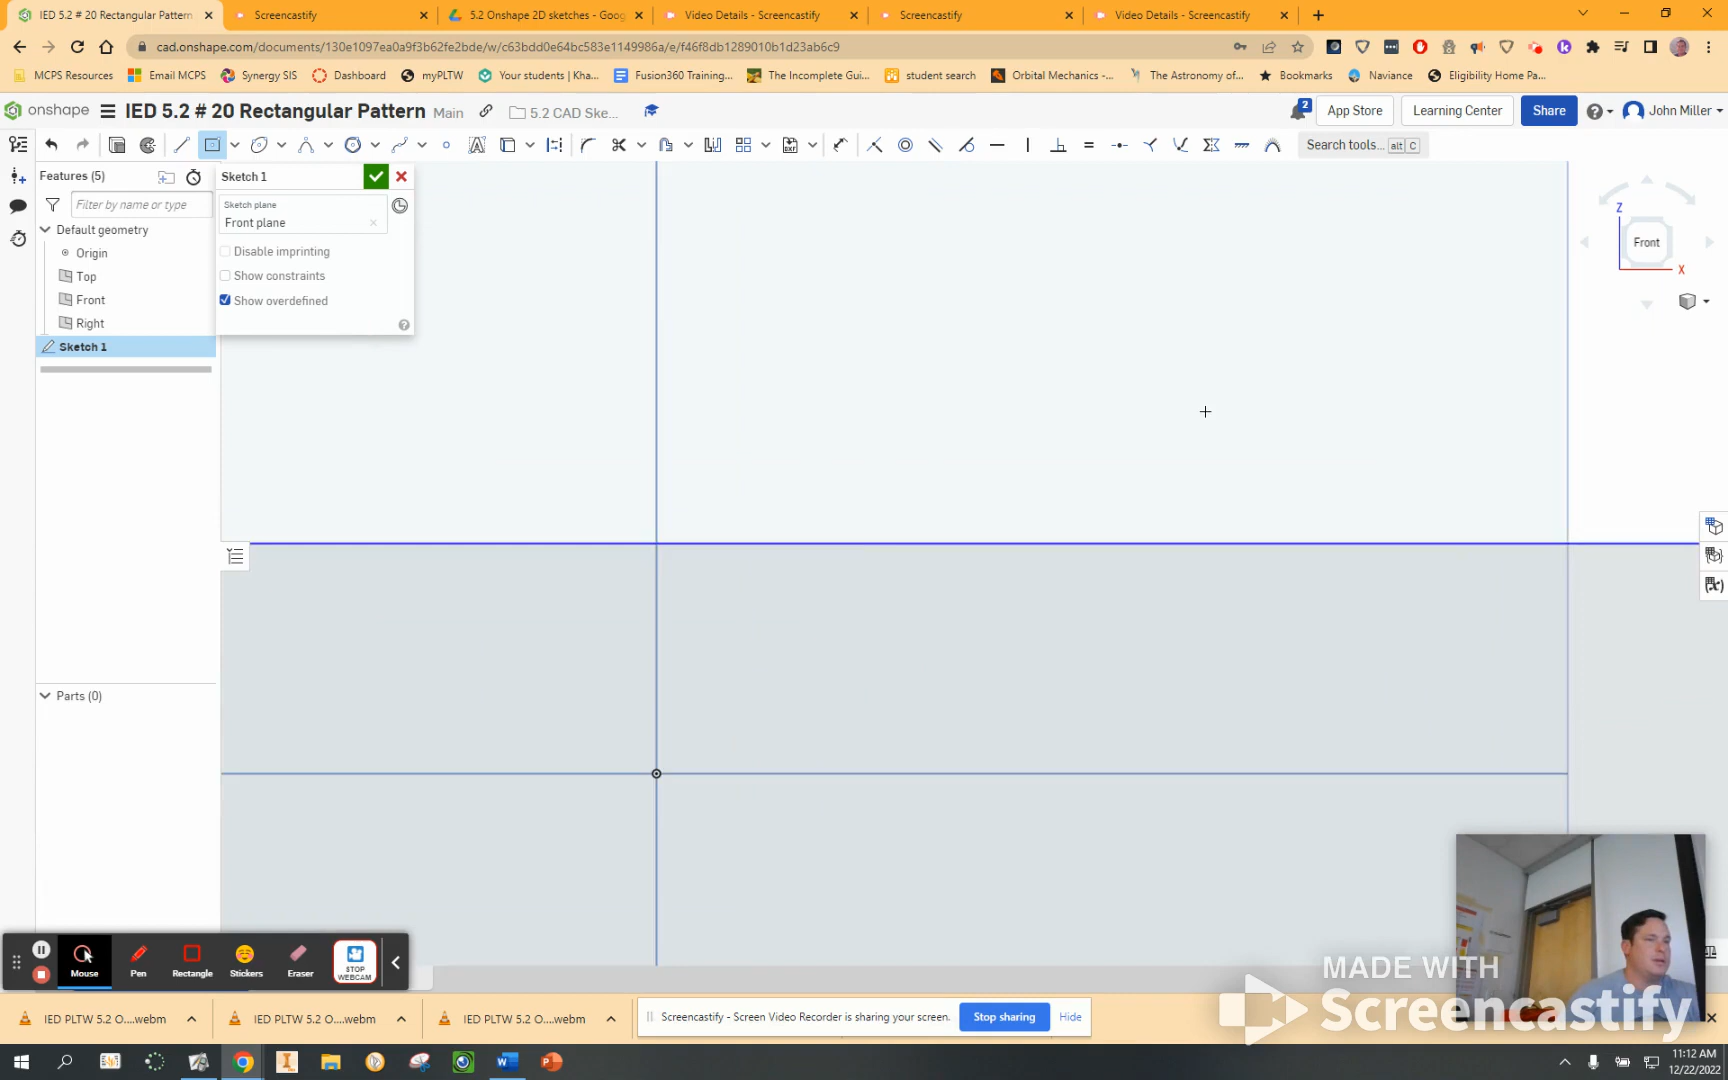 IED 5.2 # 20 Rectangular Pattern
Screencastify
5.2 Onshape 2D sketches - Goog
Video Details - Screencastify
Screencastify
Video Details - Screencastify
cad.onshape.com/documents/130e1097ea0a9f3b62fe2bde/w/c63bdd0e64bc583e1149986a/e/f46f8db1289010b1d23ab6c9
MCPS Resources
Email MCPS
Synergy SIS
Dashboard
myPLTW
Your students | Kha...
Fusion360 Training...
The Incomplete Gui...
student search
Orbital Mechanics -...
The Astronomy of...
Bookmarks
Naviance
Eligibility Home Pa...
onshape
IED 5.2 # 20 Rectangular Pattern
Main
5.2 CAD Ske...
2
App Store
Learning Center
Share
John Miller
Search tools... alt C
Features (5)
Filter by name or type
Default geometry
Origin
Top
Front
Right
Sketch 1
Sketch 1
Sketch plane
Front plane
Disable imprinting
Show constraints
Show overdefined
Z
Front
X
Parts (0)
Mouse
Pen
Rectangle
Stickers
Eraser
STOP WEBCAM
MADE WITH
Screencastify
IED PLTW 5.2 O....webm
IED PLTW 5.2 O....webm
IED PLTW 5.2 O....webm
Screencastify - Screen Video Recorder is sharing your screen.
Stop sharing
Hide
11:12 AM
12/22/2022